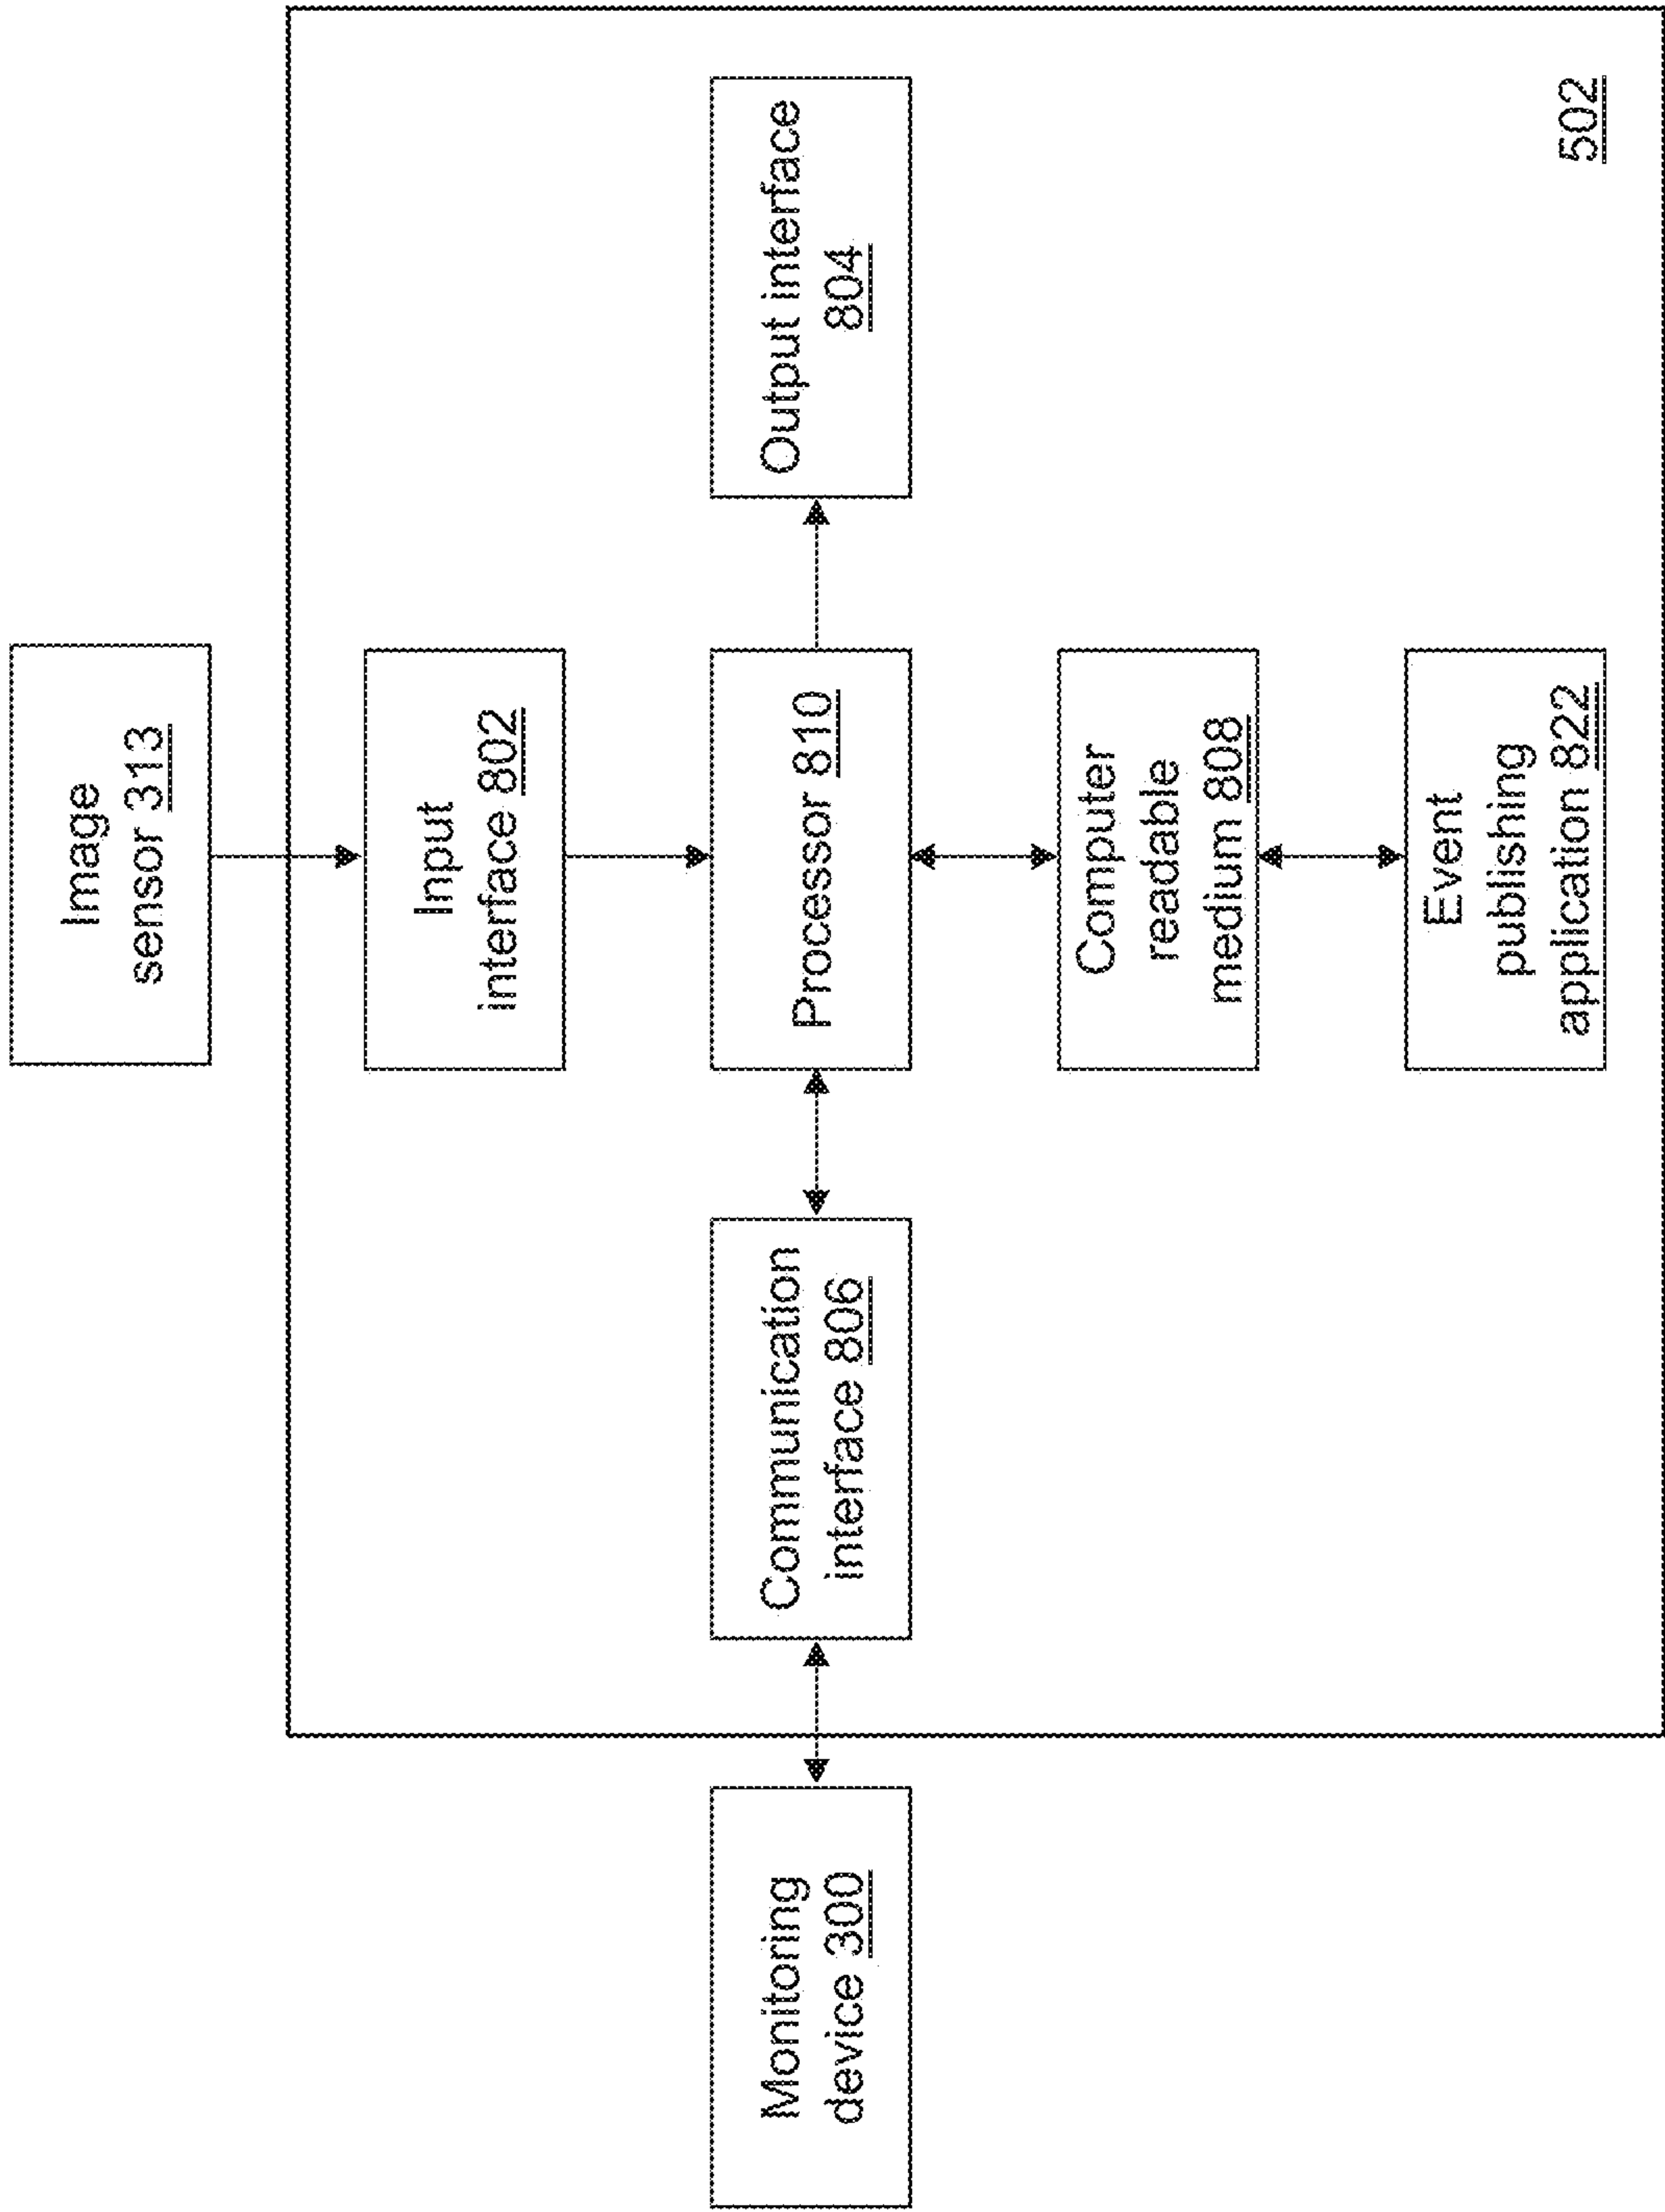 Image
sensor 313
Input
interface 802
Monitoring
device 300
Communication
interface 806
Processor 810
Output interface
804
Computer
readable
medium 808
Event
publishing
application 822
502